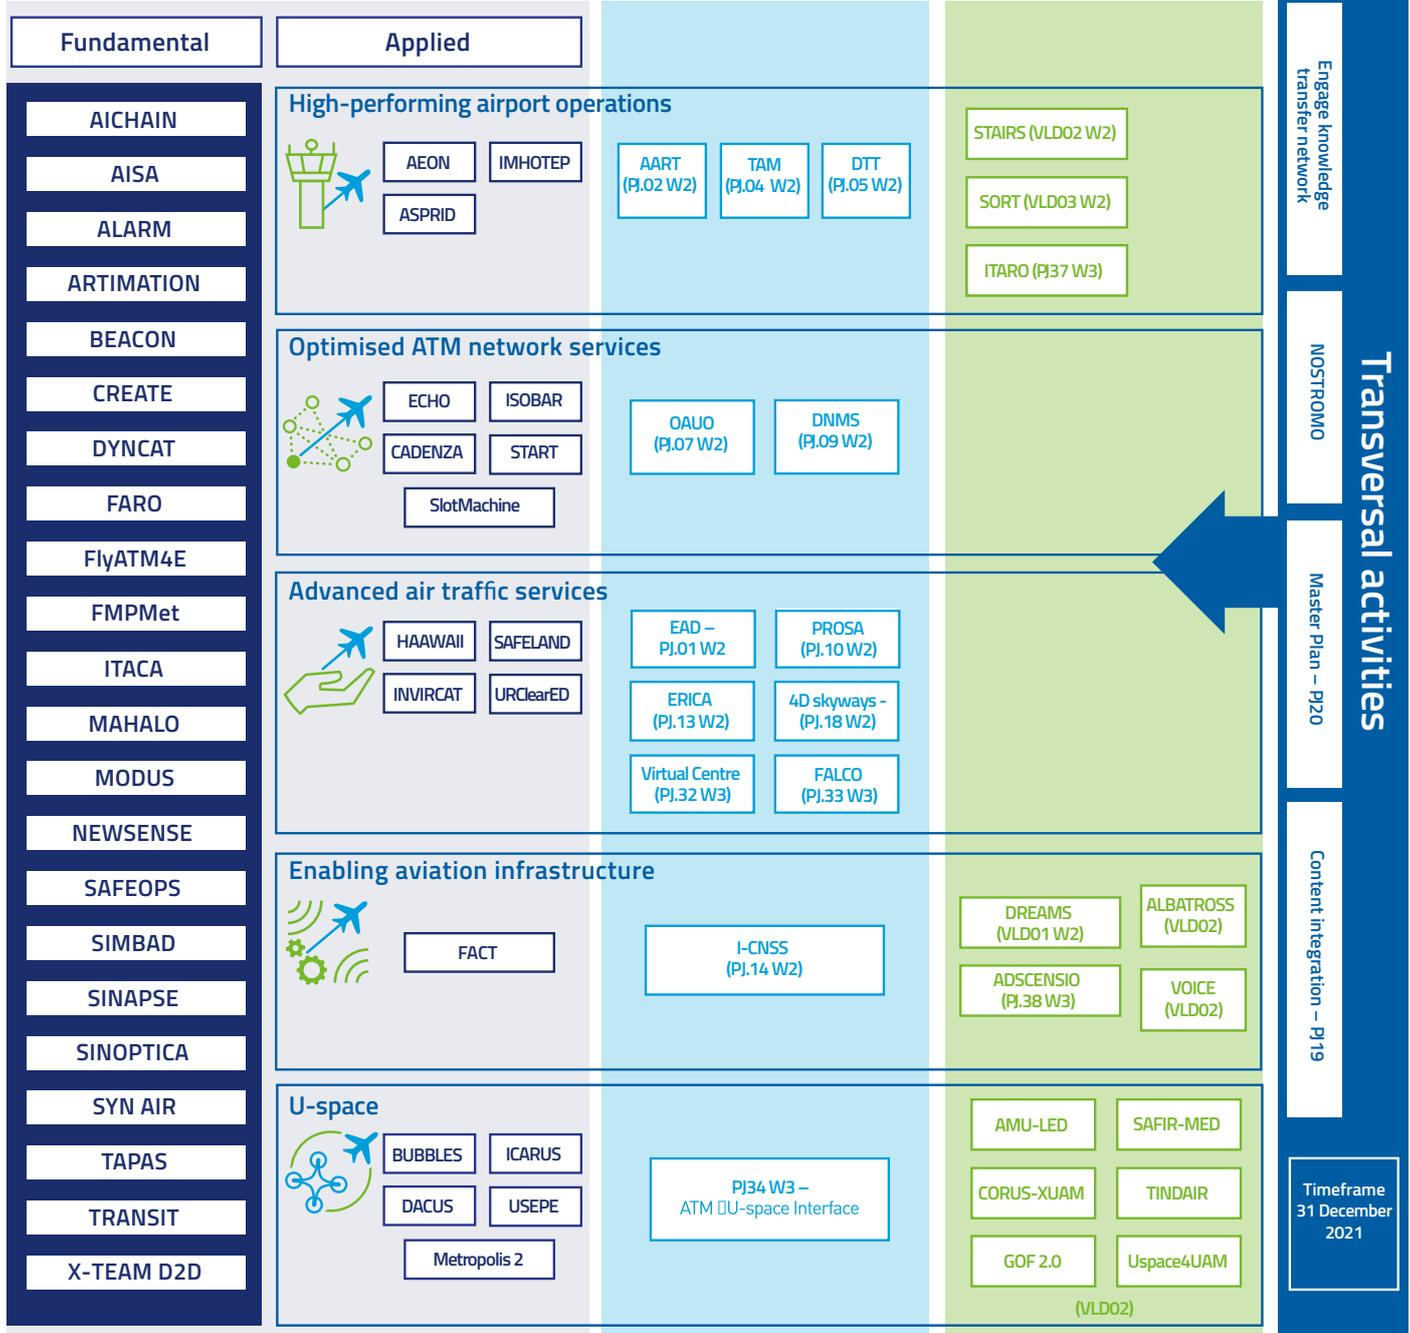 Fundamental
AICHAIN
AISA
ALARM
ARTIMATION
BEACON
CREATE
DYNCAT
FARO
FlyATM4E
FMPMet
ITACA
MAHALO
MODUS
NEWSENSE
SAFEOPS
SIMBAD
SINAPSE
SINOPTICA
SYN AIR
TAPAS
TRANSIT
X-TEAM D2D
Applied
High-performing airport operations
AEON
IMHOTEP
ASPRID
AART
(PJ.02 W2)
TAM
(PJ.04 W2)
DTT
(PJ.05 W2)
STAIRS (VLD02 W2)
SORT (VLD03 W2)
ITARO (PJ37 W3)
Optimised ATM network services
ECHO
ISOBAR
CADENZA
START
SlotMachine
OAUO
(PJ.07 W2)
DNMS
(PJ.09 W2)
Advanced air traffic services
HAAWAII
SAFELAND
INVIRCAT
URClearED
EAD –
PJ.01 W2
PROSA
(PJ.10 W2)
ERICA
(PJ.13 W2)
4D skyways -
(PJ.18 W2)
Virtual Centre
(PJ.32 W3)
FALCO
(PJ.33 W3)
Enabling aviation infrastructure
FACT
I-CNSS
(PJ.14 W2)
DREAMS
(VLD01 W2)
ALBATROSS
(VLD02)
ADSCENSIO
(PJ.38 W3)
VOICE
(VLD02)
U-space
BUBBLES
ICARUS
DACUS
USEPE
Metropolis 2
PJ34 W3 –
ATM ▯U-space Interface
AMU-LED
SAFIR-MED
CORUS-XUAM
TINDAIR
GOF 2.0
Uspace4UAM
(VLD02)
Transversal activities
Engage knowledge
transfer network
NOSTROMO
Master Plan – PJ20
Content integration – PJ19
Timeframe
31 December
2021